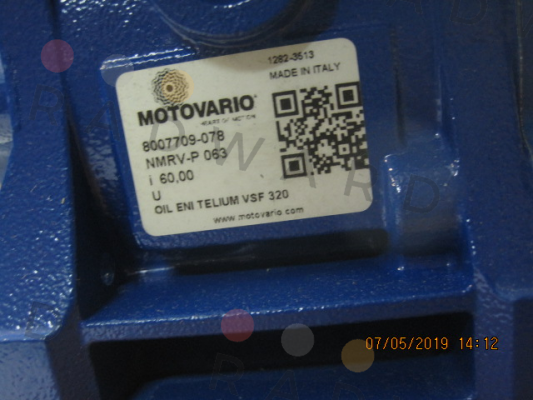 1282-3513
MADE IN ITALY
MOTOVARIO®
HEART OF MOTION
8007709-078
NMRV-P 063
i 60,00
U
OIL ENI TELIUM VSF 320
www.motovario.com
07/05/2019 14:12